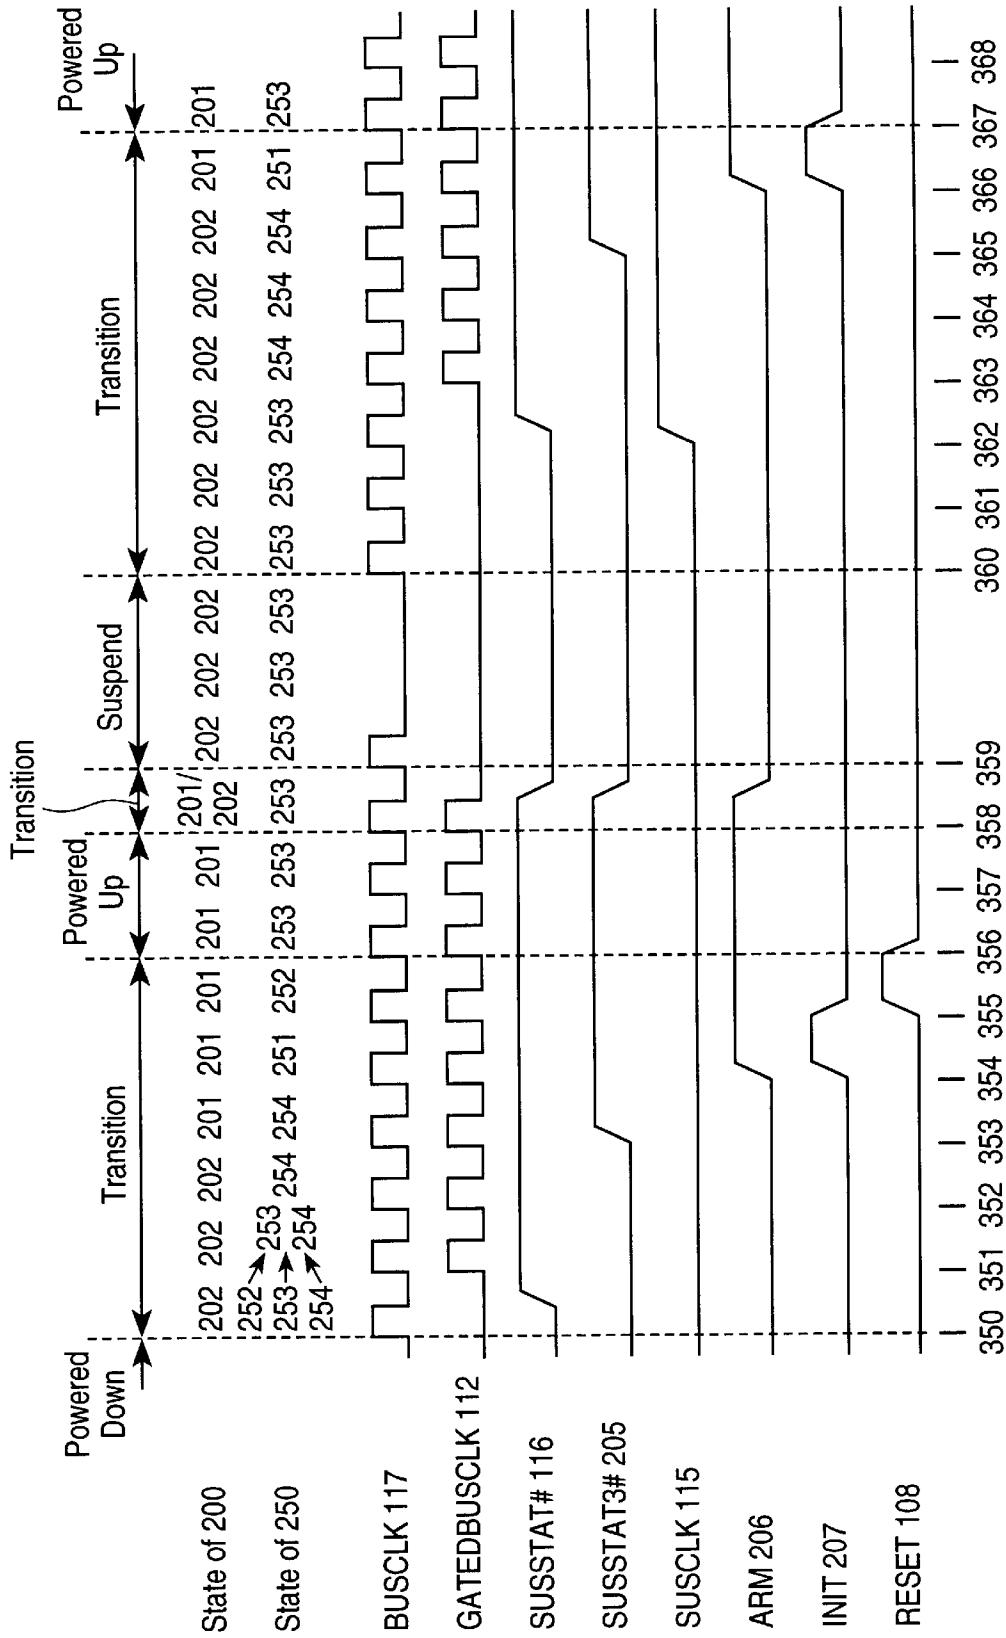 Powered Down
Transition
Powered Up
Transition
Suspend
Transition
Powered Up
State of 200 202 202 202 201 201 201 201 201 201/202 202 202 202 202 202 202 202 202 202 201 201
State of 250 252 253 254 253 254 254 254 251 252 253 253 253 253 253 253 253 253 253 254 254 254 251 253
BUSCLK 117
GATEDBUSCLK 112
SUSSTAT# 116
SUSSTAT3# 205
SUSCLK 115
ARM 206
INIT 207
RESET 108
350 351 352 353 354 355 356 357 358 359 360 361 362 363 364 365 366 367 368